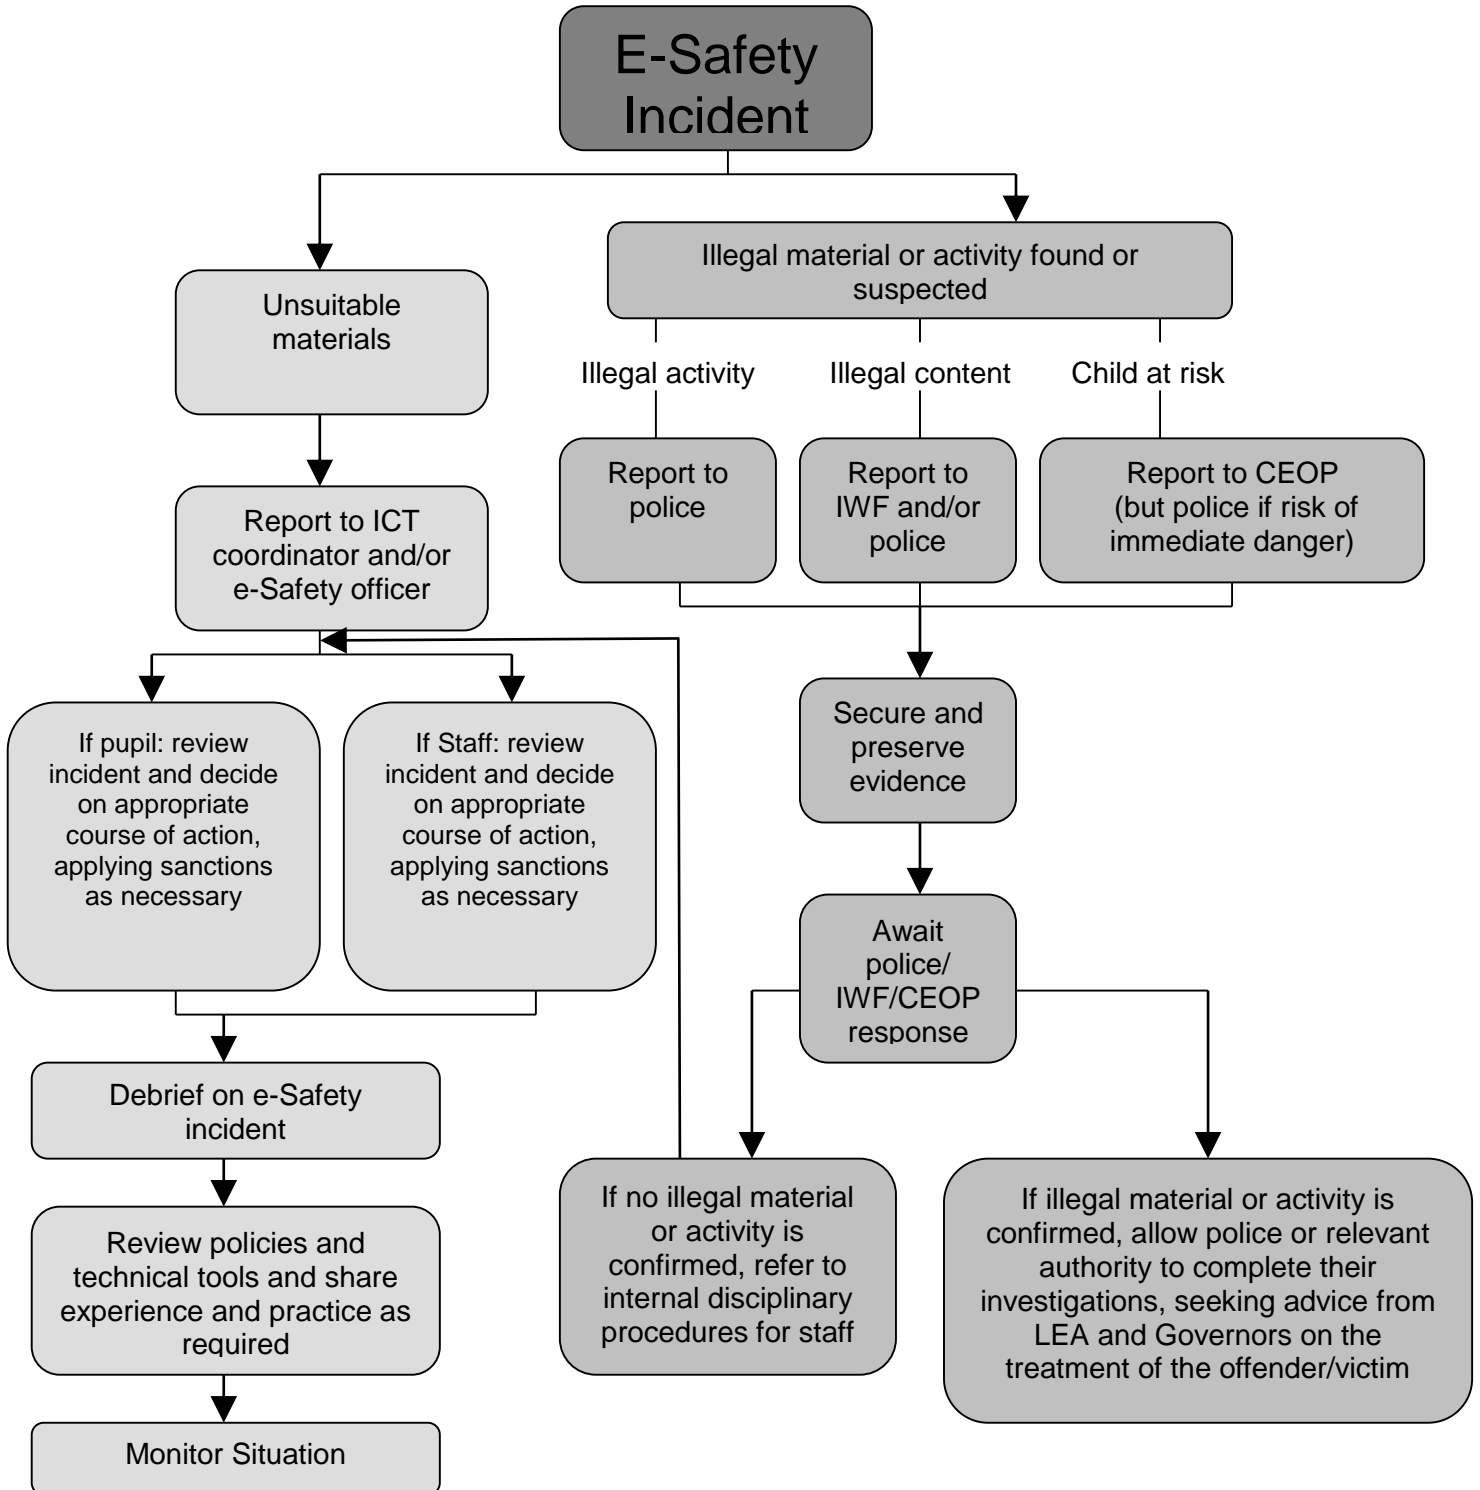 E-Safety
Incident
Illegal material or activity found or
suspected
Unsuitable
materials
Illegal activity
Illegal content
Child at risk
Report to
police
Report to
IWF and/or
police
Report to CEOP
(but police if risk of
immediate danger)
Report to ICT
coordinator and/or
e-Safety officer
If pupil: review
incident and decide
on appropriate
course of action,
applying sanctions
as necessary
If Staff: review
incident and decide
on appropriate
course of action,
applying sanctions
as necessary
Secure and
preserve
evidence
Await
police/
IWF/CEOP
response
Debrief on e-Safety
incident
Review policies and
technical tools and share
experience and practice as
required
Monitor Situation
If no illegal material
or activity is
confirmed, refer to
internal disciplinary
procedures for staff
If illegal material or activity is
confirmed, allow police or relevant
authority to complete their
investigations, seeking advice from
LEA and Governors on the
treatment of the offender/victim